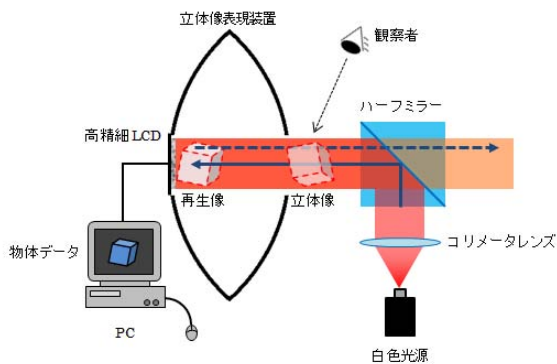 立体像表現装置
観察者
ハーフミラー
高精細LCD
再生像
立体像
物体データ
コリメータレンズ
PC
白色光源